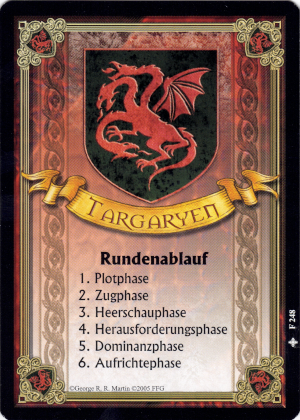 TARGARYEN
Rundenablauf
1. Plotphase
2. Zugphase
3. Heerschauphase
4. Herausforderungsphase
5. Dominanzphase
6. Aufrichtephase
F 248
©George R. R. Martin ©2005 FFG